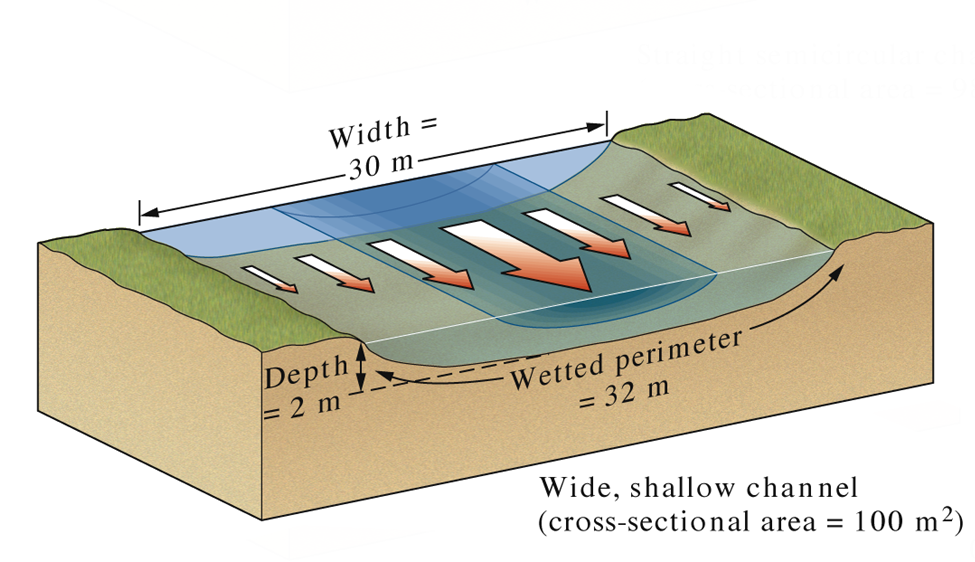 Width =
30 m
Depth
= 2 m
Wetted perimeter
= 32 m
Wide, shallow channel
(cross-sectional area = 100 m²)